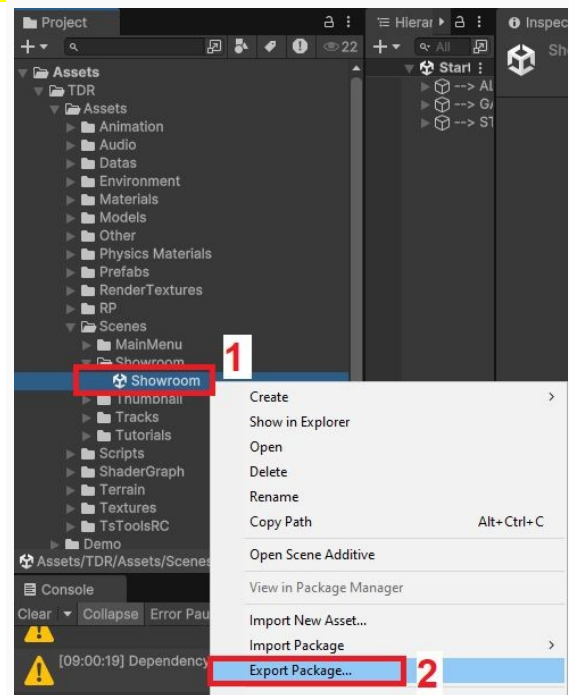 Project
Hierar
Inspec
22
All
Sh
Assets
Start
TDR
--> AL
Assets
--> GA
Animation
--> ST
Audio
Datas
Environment
Materials
Models
Other
Physics Materials
Prefabs
RenderTextures
RP
Scenes
MainMenu
1
Showroom
Showroom
Thumbnail
Create
Tracks
Show in Explorer
Tutorials
Open
Scripts
Delete
ShaderGraph
Rename
Terrain
Copy Path Alt+Ctrl+C
Textures
TsToolsRC
Open Scene Additive
Demo
Assets/TDR/Assets/Scenes
View in Package Manager
Console
Import New Asset...
Clear Collapse Error Pau
Import Package
[09:00:19] Dependency
Export Package...
2